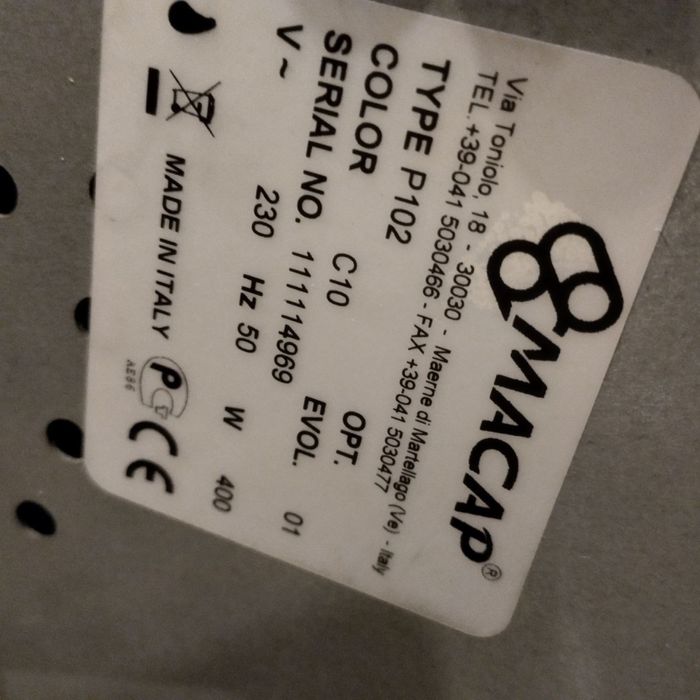 MACAP®
Via Toniolo, 18 - 30030 - Maerne di Martellago (Ve) - Italy
TEL. +39-041 5030466 - FAX +39-041 5030477
TYPE P102 OPT.
COLOR C10 EVOL. 01
SERIAL NO. 111114969
V ~ 230 Hz 50 W 400
MADE IN ITALY PCT AE86 CE